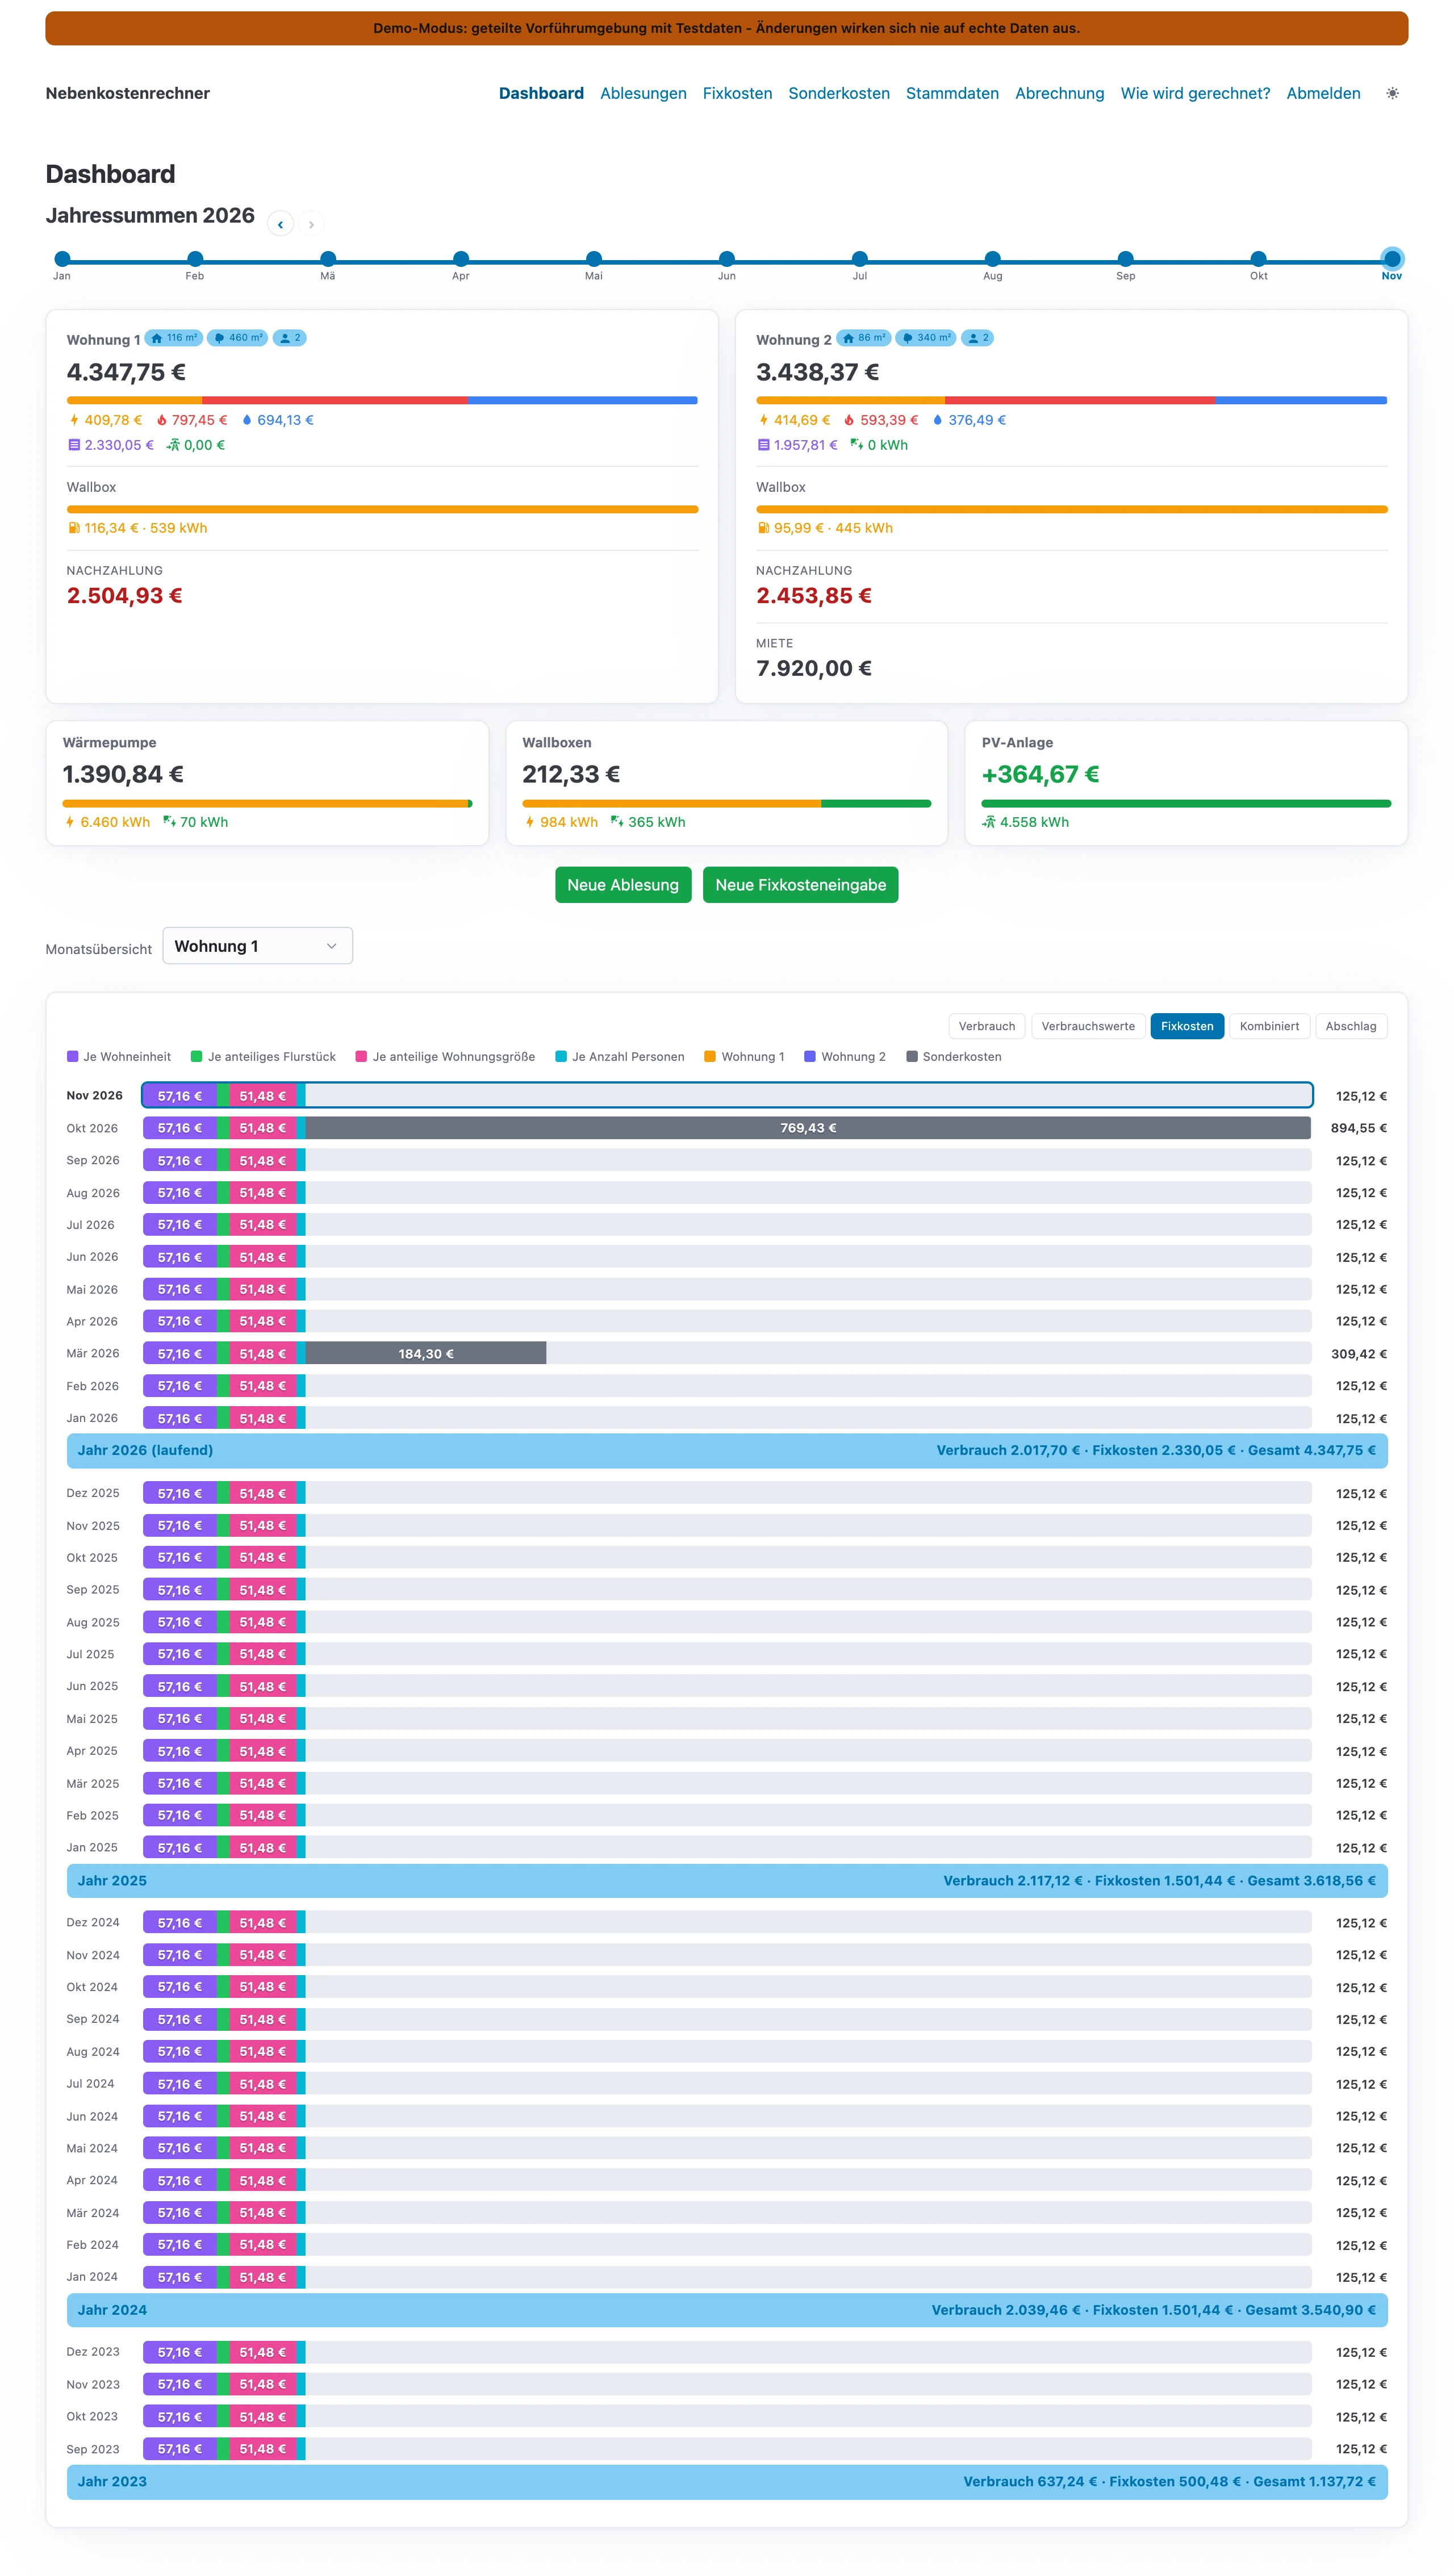 Demo-Modus: geteilte Vorführumgebung mit Testdaten - Änderungen wirken sich nie auf echte Daten aus.
Nebenkostenrechner
Dashboard Ablesungen Fixkosten Sonderkosten Stammdaten Abrechnung Wie wird gerechnet? Abmelden
Dashboard
Jahressummen 2026 ‹ ›
Jan Feb Mä Apr Mai Jun Jul Aug Sep Okt Nov
Wohnung 1 116 m² 460 m² 2
4.347,75 €
409,78 € 797,45 € 694,13 €
2.330,05 € 0,00 €
Wallbox
116,34 € · 539 kWh
NACHZAHLUNG
2.504,93 €
Wohnung 2 86 m² 340 m² 2
3.438,37 €
414,69 € 593,39 € 376,49 €
1.957,81 € 0 kWh
Wallbox
95,99 € · 445 kWh
NACHZAHLUNG
2.453,85 €
MIETE
7.920,00 €
Wärmepumpe
1.390,84 €
6.460 kWh 70 kWh
Wallboxen
212,33 €
984 kWh 365 kWh
PV-Anlage
+364,67 €
4.558 kWh
Neue Ablesung Neue Fixkosteneingabe
Monatsübersicht Wohnung 1
Verbrauch Verbrauchswerte Fixkosten Kombiniert Abschlag
Je Wohneinheit Je anteiliges Flurstück Je anteilige Wohnungsgröße Je Anzahl Personen Wohnung 1 Wohnung 2 Sonderkosten
Nov 2026 57,16 € 51,48 € 125,12 €
Okt 2026 57,16 € 51,48 € 769,43 € 894,55 €
Sep 2026 57,16 € 51,48 € 125,12 €
Aug 2026 57,16 € 51,48 € 125,12 €
Jul 2026 57,16 € 51,48 € 125,12 €
Jun 2026 57,16 € 51,48 € 125,12 €
Mai 2026 57,16 € 51,48 € 125,12 €
Apr 2026 57,16 € 51,48 € 125,12 €
Mär 2026 57,16 € 51,48 € 184,30 € 309,42 €
Feb 2026 57,16 € 51,48 € 125,12 €
Jan 2026 57,16 € 51,48 € 125,12 €
Jahr 2026 (laufend) Verbrauch 2.017,70 € · Fixkosten 2.330,05 € · Gesamt 4.347,75 €
Dez 2025 57,16 € 51,48 € 125,12 €
Nov 2025 57,16 € 51,48 € 125,12 €
Okt 2025 57,16 € 51,48 € 125,12 €
Sep 2025 57,16 € 51,48 € 125,12 €
Aug 2025 57,16 € 51,48 € 125,12 €
Jul 2025 57,16 € 51,48 € 125,12 €
Jun 2025 57,16 € 51,48 € 125,12 €
Mai 2025 57,16 € 51,48 € 125,12 €
Apr 2025 57,16 € 51,48 € 125,12 €
Mär 2025 57,16 € 51,48 € 125,12 €
Feb 2025 57,16 € 51,48 € 125,12 €
Jan 2025 57,16 € 51,48 € 125,12 €
Jahr 2025 Verbrauch 2.117,12 € · Fixkosten 1.501,44 € · Gesamt 3.618,56 €
Dez 2024 57,16 € 51,48 € 125,12 €
Nov 2024 57,16 € 51,48 € 125,12 €
Okt 2024 57,16 € 51,48 € 125,12 €
Sep 2024 57,16 € 51,48 € 125,12 €
Aug 2024 57,16 € 51,48 € 125,12 €
Jul 2024 57,16 € 51,48 € 125,12 €
Jun 2024 57,16 € 51,48 € 125,12 €
Mai 2024 57,16 € 51,48 € 125,12 €
Apr 2024 57,16 € 51,48 € 125,12 €
Mär 2024 57,16 € 51,48 € 125,12 €
Feb 2024 57,16 € 51,48 € 125,12 €
Jan 2024 57,16 € 51,48 € 125,12 €
Jahr 2024 Verbrauch 2.039,46 € · Fixkosten 1.501,44 € · Gesamt 3.540,90 €
Dez 2023 57,16 € 51,48 € 125,12 €
Nov 2023 57,16 € 51,48 € 125,12 €
Okt 2023 57,16 € 51,48 € 125,12 €
Sep 2023 57,16 € 51,48 € 125,12 €
Jahr 2023 Verbrauch 637,24 € · Fixkosten 500,48 € · Gesamt 1.137,72 €